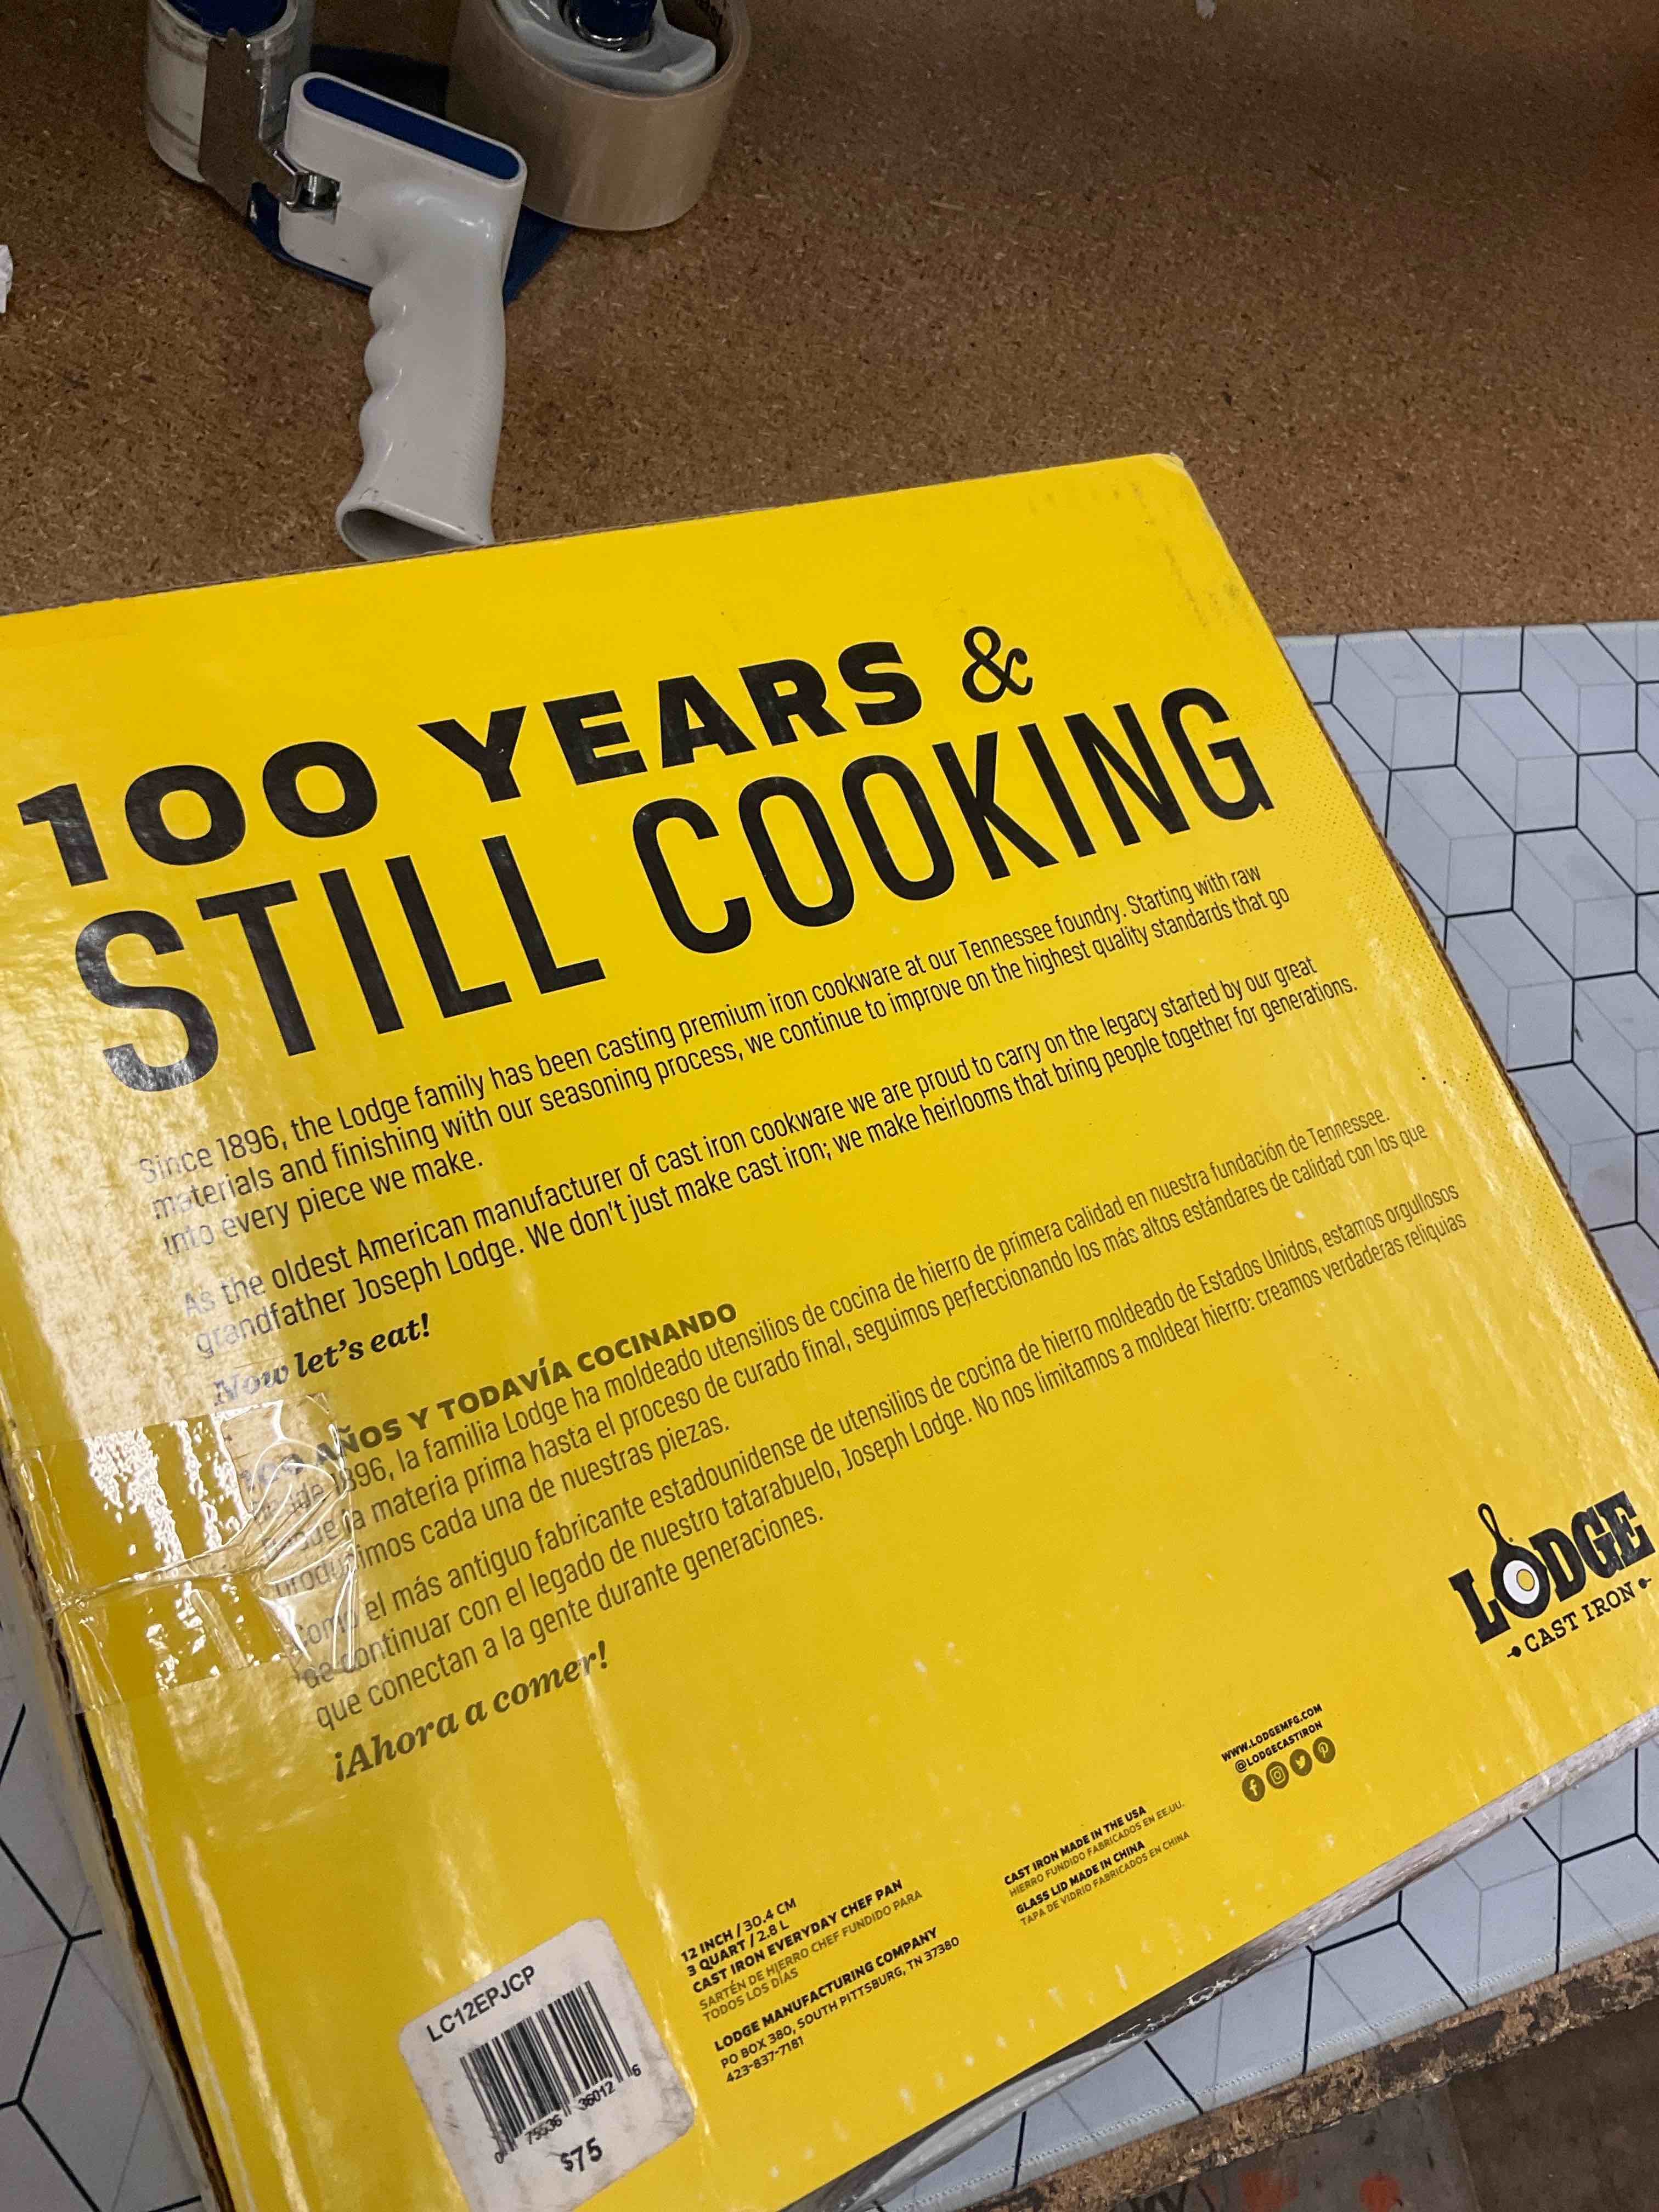 100 YEARS &
STILL COOKING
Since 1896, the Lodge family has been casting premium iron cookware at our Tennessee foundry. Starting with raw
materials and finishing with our seasoning process, we continue to improve on the highest quality standards that go
into every piece we make.
As the oldest American manufacturer of cast iron cookware we are proud to carry on the legacy started by our great
grandfather Joseph Lodge. We don't just make cast iron; we make heirlooms that bring people together for generations.
Now let's eat!
100 AÑOS Y TODAVÍA COCINANDO
1896, la familia Lodge ha moldeado utensilios de cocina de hierro de primera calidad en nuestra fundación de Tennessee.
Desde la materia prima hasta el proceso de curado final, seguimos perfeccionando los más altos estándares de calidad con los que
producimos cada una de nuestras piezas.
Como el más antiguo fabricante estadounidense de utensilios de cocina de hierro moldeado de Estados Unidos, estamos orgullosos
de continuar con el legado de nuestro tatarabuelo, Joseph Lodge. No nos limitamos a moldear hierro: creamos verdaderas reliquias
que conectan a la gente durante generaciones.
¡Ahora a comer!
LODGE
CAST IRON
WWW.LODGEMFG.COM
@LODGECASTIRON
CAST IRON MADE IN THE USA
HIERRO FUNDIDO FABRICADOS EN EE.UU.
GLASS LID MADE IN CHINA
TAPA DE VIDRIO FABRICADOS EN CHINA
12 INCH / 30.4 CM
3 QUART / 2.8 L
CAST IRON EVERYDAY CHEF PAN
SARTÉN DE HIERRO CHEF FUNDIDO PARA
TODOS LOS DÍAS
LODGE MANUFACTURING COMPANY
PO BOX 380, SOUTH PITTSBURG, TN 37380
423-837-7181
LC12EPJCP
0 75536 36012 6
$75